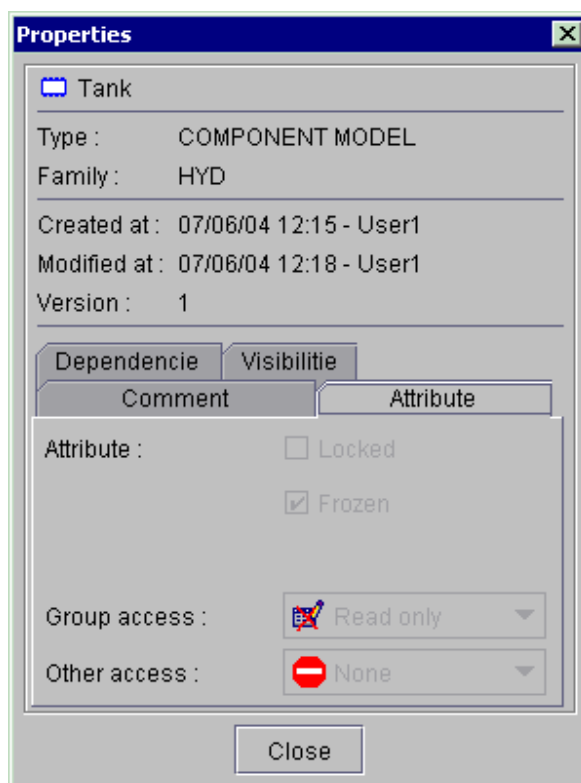 Properties
Tank
Type : COMPONENT MODEL
Family : HYD
Created at : 07/06/04 12:15 - User1
Modified at : 07/06/04 12:18 - User1
Version : 1
Dependencie Visibilitie
Comment Attribute
Attribute : Locked
Frozen
Group access : Read only
Other access : None
Close